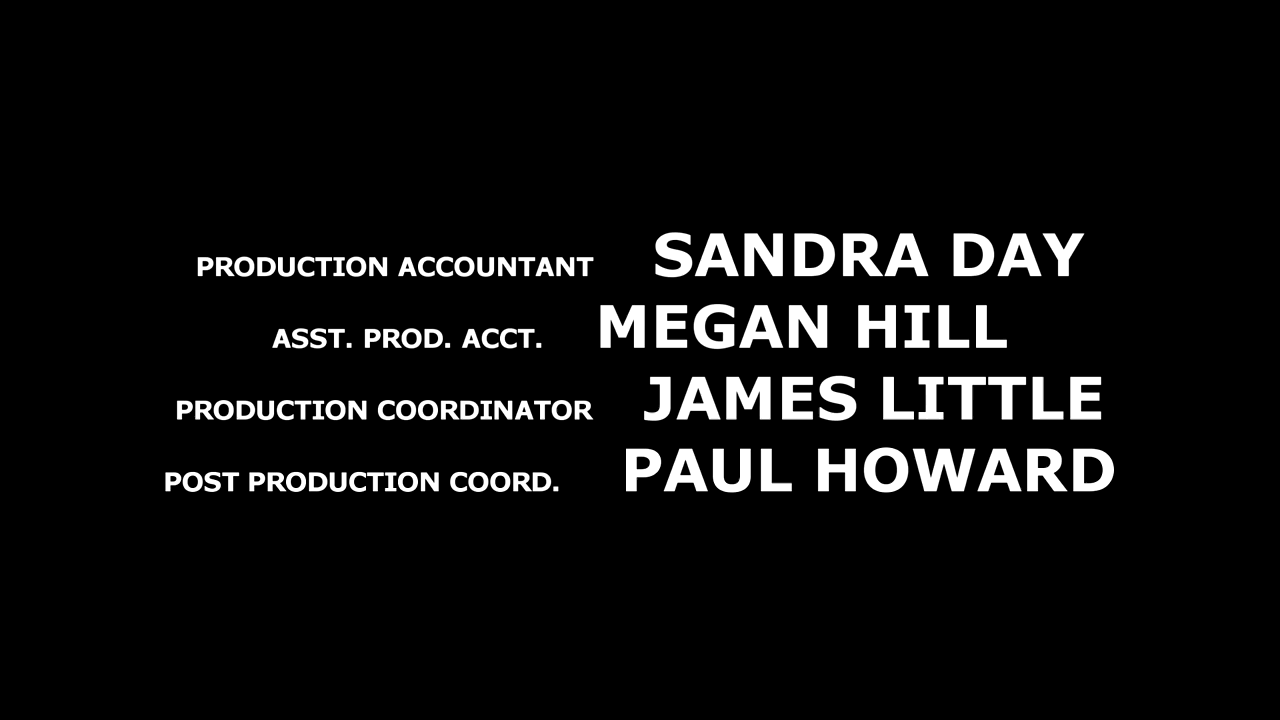 PRODUCTION ACCOUNTANT SANDRA DAY
ASST. PROD. ACCT. MEGAN HILL
PRODUCTION COORDINATOR JAMES LITTLE
POST PRODUCTION COORD. PAUL HOWARD